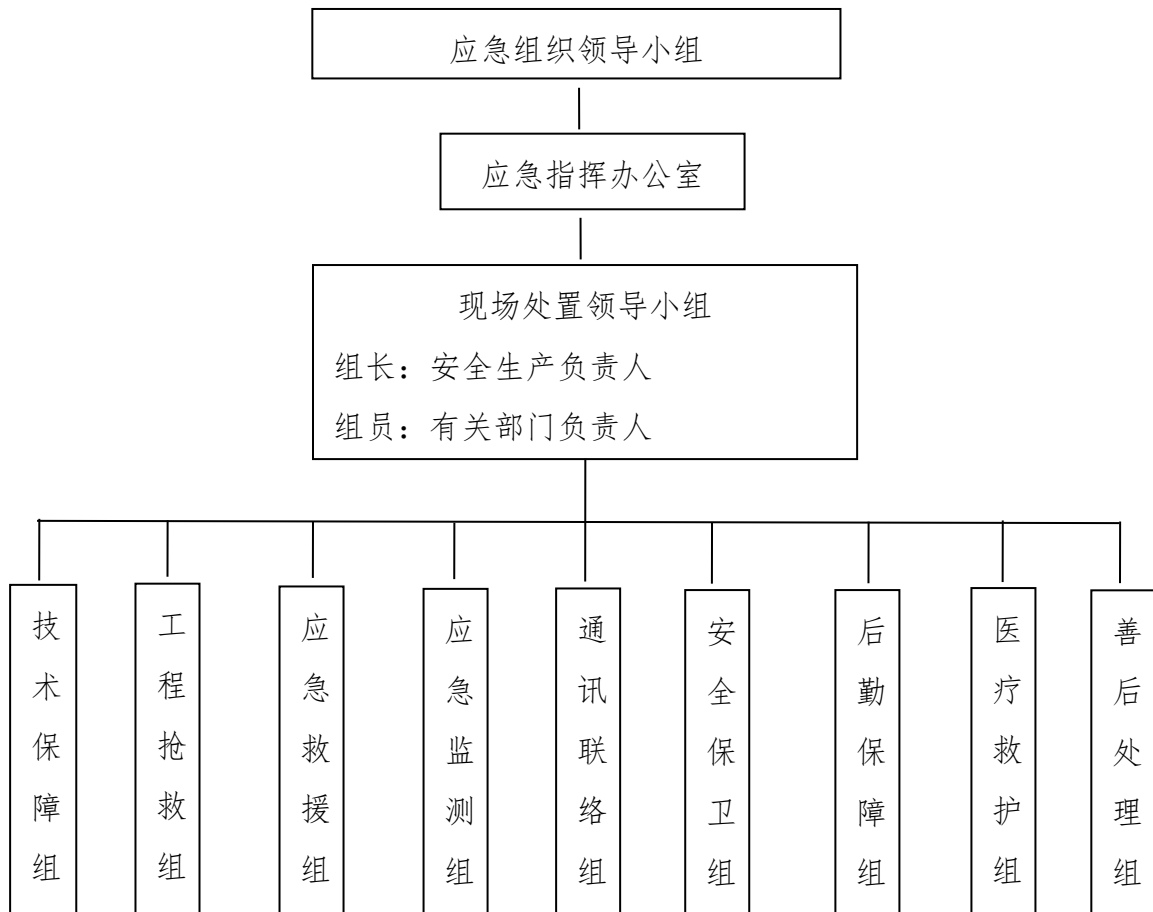 应急组织领导小组
应急指挥办公室
现场处置领导小组
组长：安全生产负责人
组员：有关部门负责人
技术保障组
工程抢救组
应急救援组
应急监测组
通讯联络组
安全保卫组
后勤保障组
医疗救护组
善后处理组